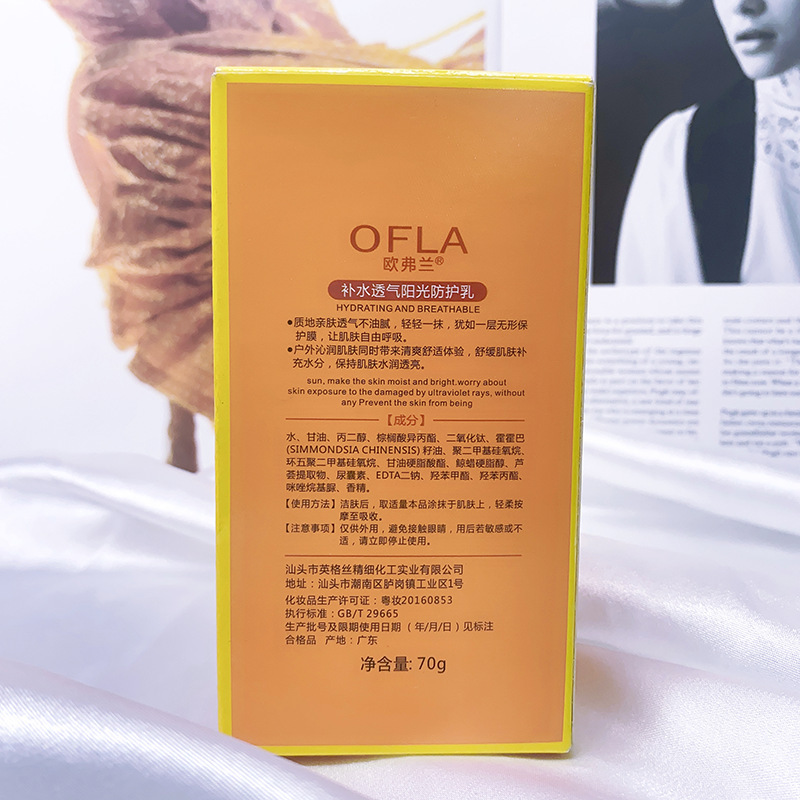 OFLA
欧弗兰®
补水透气阳光防护乳
HYDRATING AND BREATHABLE
●质地亲肤透气不油腻，轻轻一抹，犹如一层无形保
护膜，让肌肤自由呼吸。
●户外沁润肌肤同时带来清爽舒适体验，舒缓肌肤补
充水分，保持肌肤水润透亮。
sun, make the skin moist and bright.worry about
skin exposure to the damaged by ultraviolet rays, without
any Prevent the skin from being
【成分】
水、甘油、丙二醇、棕榈酸异丙酯、二氧化钛、霍霍巴
(SIMMONDSIA CHINENSIS) 籽油、聚二甲基硅氧烷、
环五聚二甲基硅氧烷、甘油硬脂酸酯、鲸蜡硬脂醇、芦
荟提取物、尿囊素、EDTA二钠、羟苯甲酯、羟苯丙酯、
咪唑烷基脲、香精。
【使用方法】洁肤后，取适量本品涂抹于肌肤上，轻柔按
摩至吸收。
【注意事项】仅供外用，避免接触眼睛，用后若敏感或不
适，请立即停止使用。
汕头市英格丝精细化工实业有限公司
地址：汕头市潮南区胪岗镇工业区1号
化妆品生产许可证：粤妆20160853
执行标准：GB/T 29665
生产批号及限期使用日期（年/月/日）见标注
合格品 产地：广东
净含量: 70g